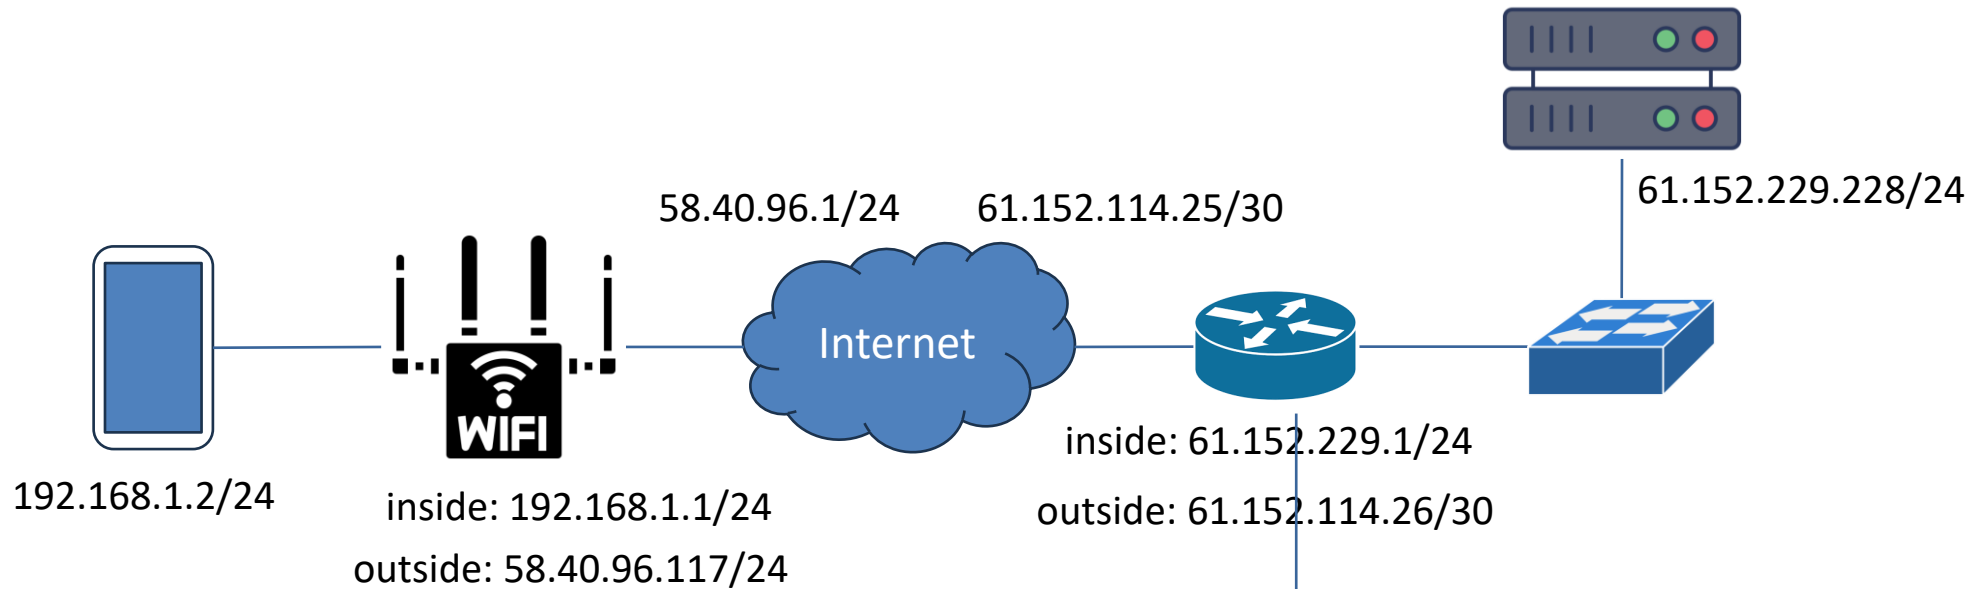 61.152.229.228/24
58.40.96.1/24
61.152.114.25/30
Internet
WIFI
inside: 61.152.229.1/24
192.168.1.2/24
inside: 192.168.1.1/24
outside: 61.152.114.26/30
outside: 58.40.96.117/24